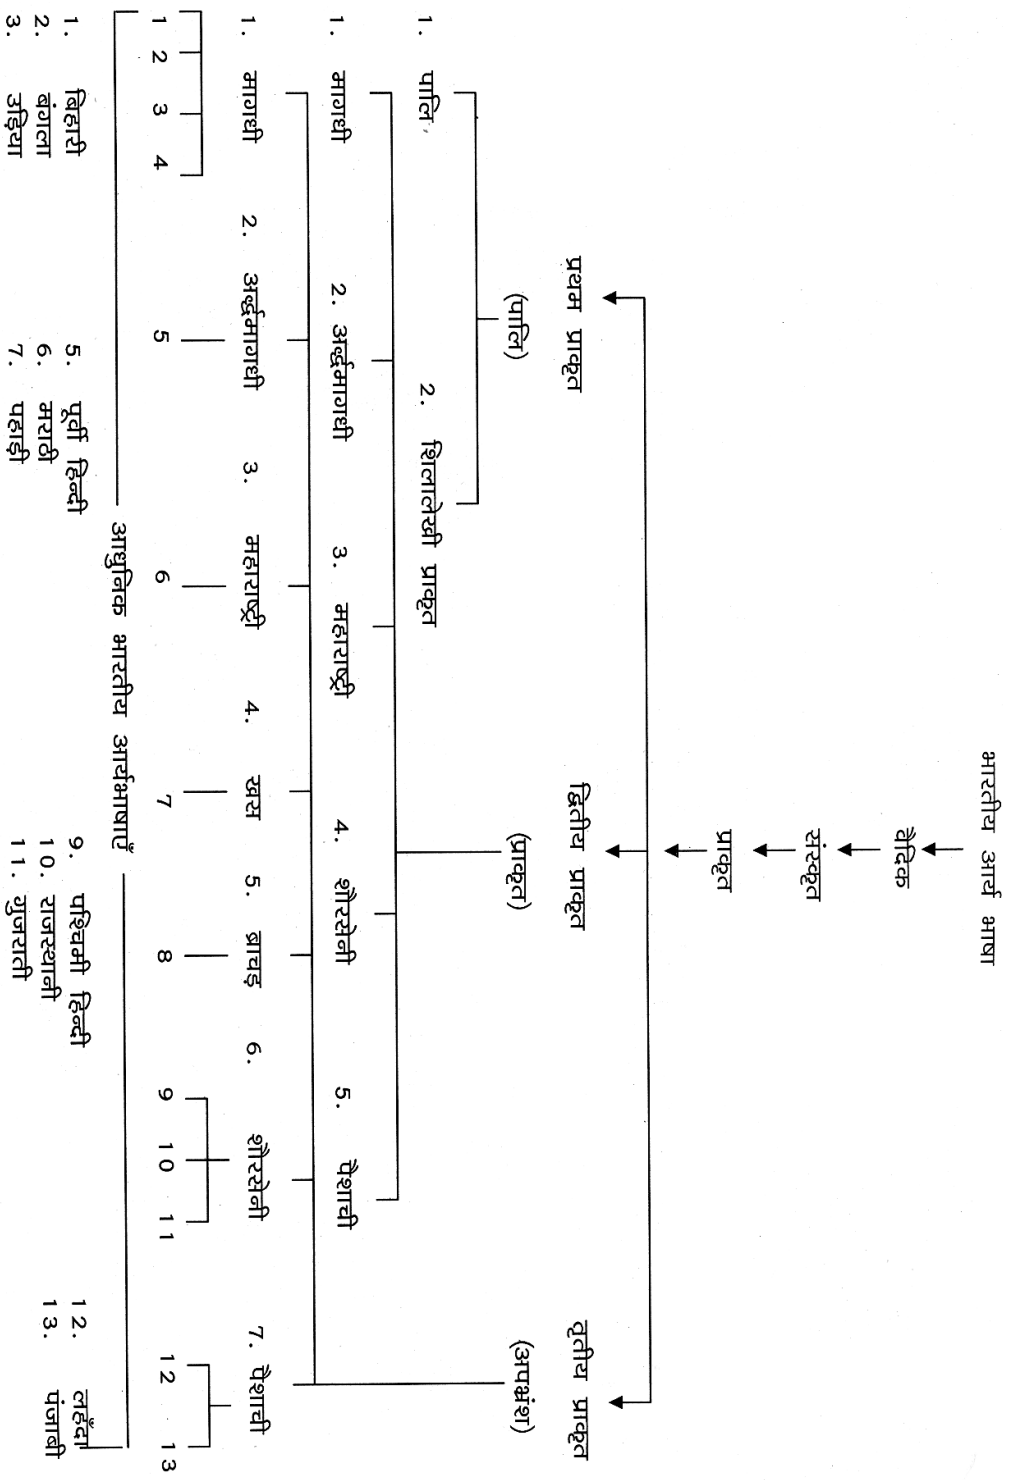 भारतीय आर्य भाषा
वैदिक
संस्कृत
प्राकृत
प्रथम प्राकृत द्वितीय प्राकृत तृतीय प्राकृत
(पालि) (प्राकृत) (अपभ्रंश)
1. पालि 2. शिलालेखी प्राकृत
1. मागधी 2. अर्द्धमागधी 3. महाराष्ट्री 4. शौरसेनी 5. पैशाची
1. मागधी 2. अर्द्धमागधी 3. महाराष्ट्री 4. खस 5. ब्राचड़ 6. शौरसेनी 7. पैशाची
1 2 3 4 5 6 7 8 9 10 11 12 13
आधुनिक भारतीय आर्यभाषाएँ
1. बिहारी 5. पूर्वी हिन्दी 9. पश्चिमी हिन्दी 12. लहँदा
2. बंगला 6. मराठी 10. राजस्थानी 13. पंजाबी
3. उड़िया 7. पहाड़ी 11. गुजराती